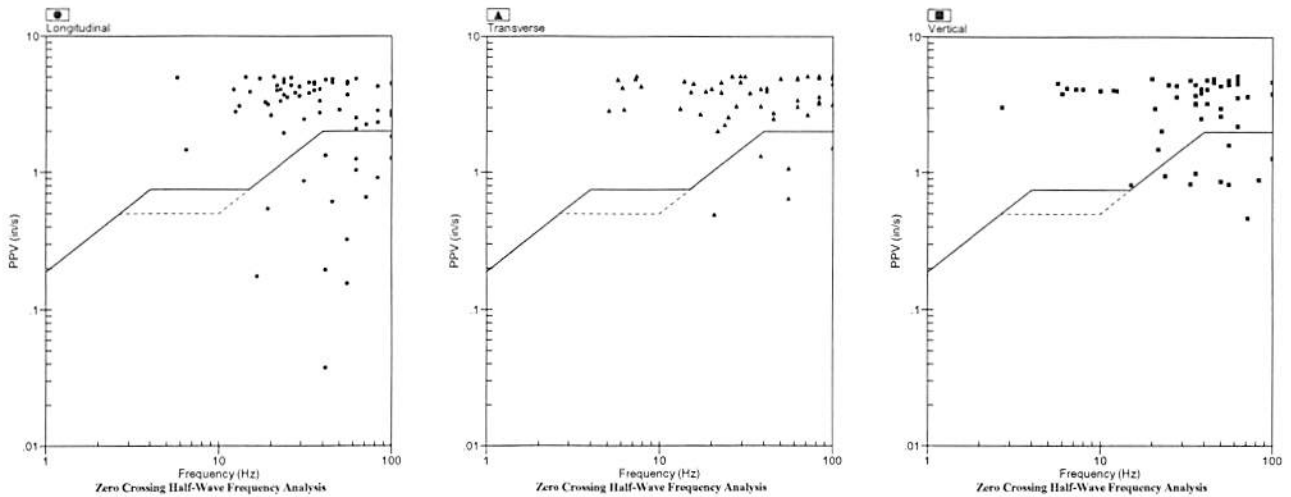 Longitudinal
10
1
.1
.01
PPV (in/s)
1
10
100
Frequency (Hz)
Zero Crossing Half-Wave Frequency Analysis
Transverse
10
1
.1
.01
PPV (in/s)
1
10
100
Frequency (Hz)
Zero Crossing Half-Wave Frequency Analysis
Vertical
10
1
.1
.01
PPV (in/s)
1
10
100
Frequency (Hz)
Zero Crossing Half-Wave Frequency Analysis